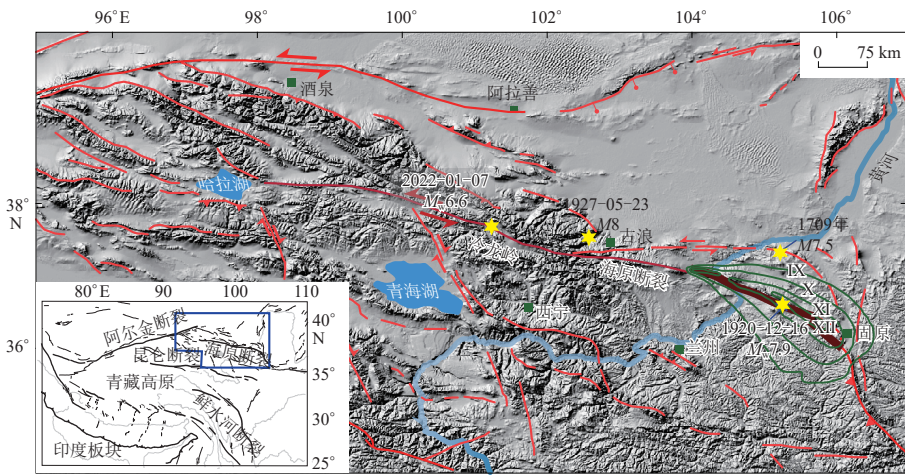 96°E 98° 100° 102° 104° 106°
0 75 km
酒泉
阿拉善
黄河
哈拉湖
2022-01-07
Mw6.6
1927-05-23
M8
古浪
1709年
M7.5
38°
N
冷龙岭
海原断裂
IX
X
XI
XII
青海湖
西宁
1920-12-16
Mw7.9
固原
兰州
36°
80°E 90 100 110
阿尔金断裂
40°
N
昆仑断裂
海原断裂
35°
青藏高原
鲜水河断裂
30°
印度板块
25°